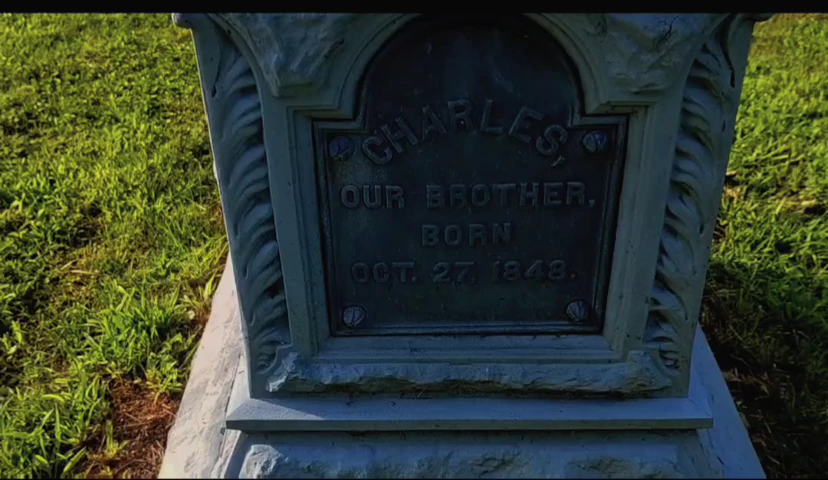 CHARLES,
OUR BROTHER,
BORN
OCT. 27, 1848.